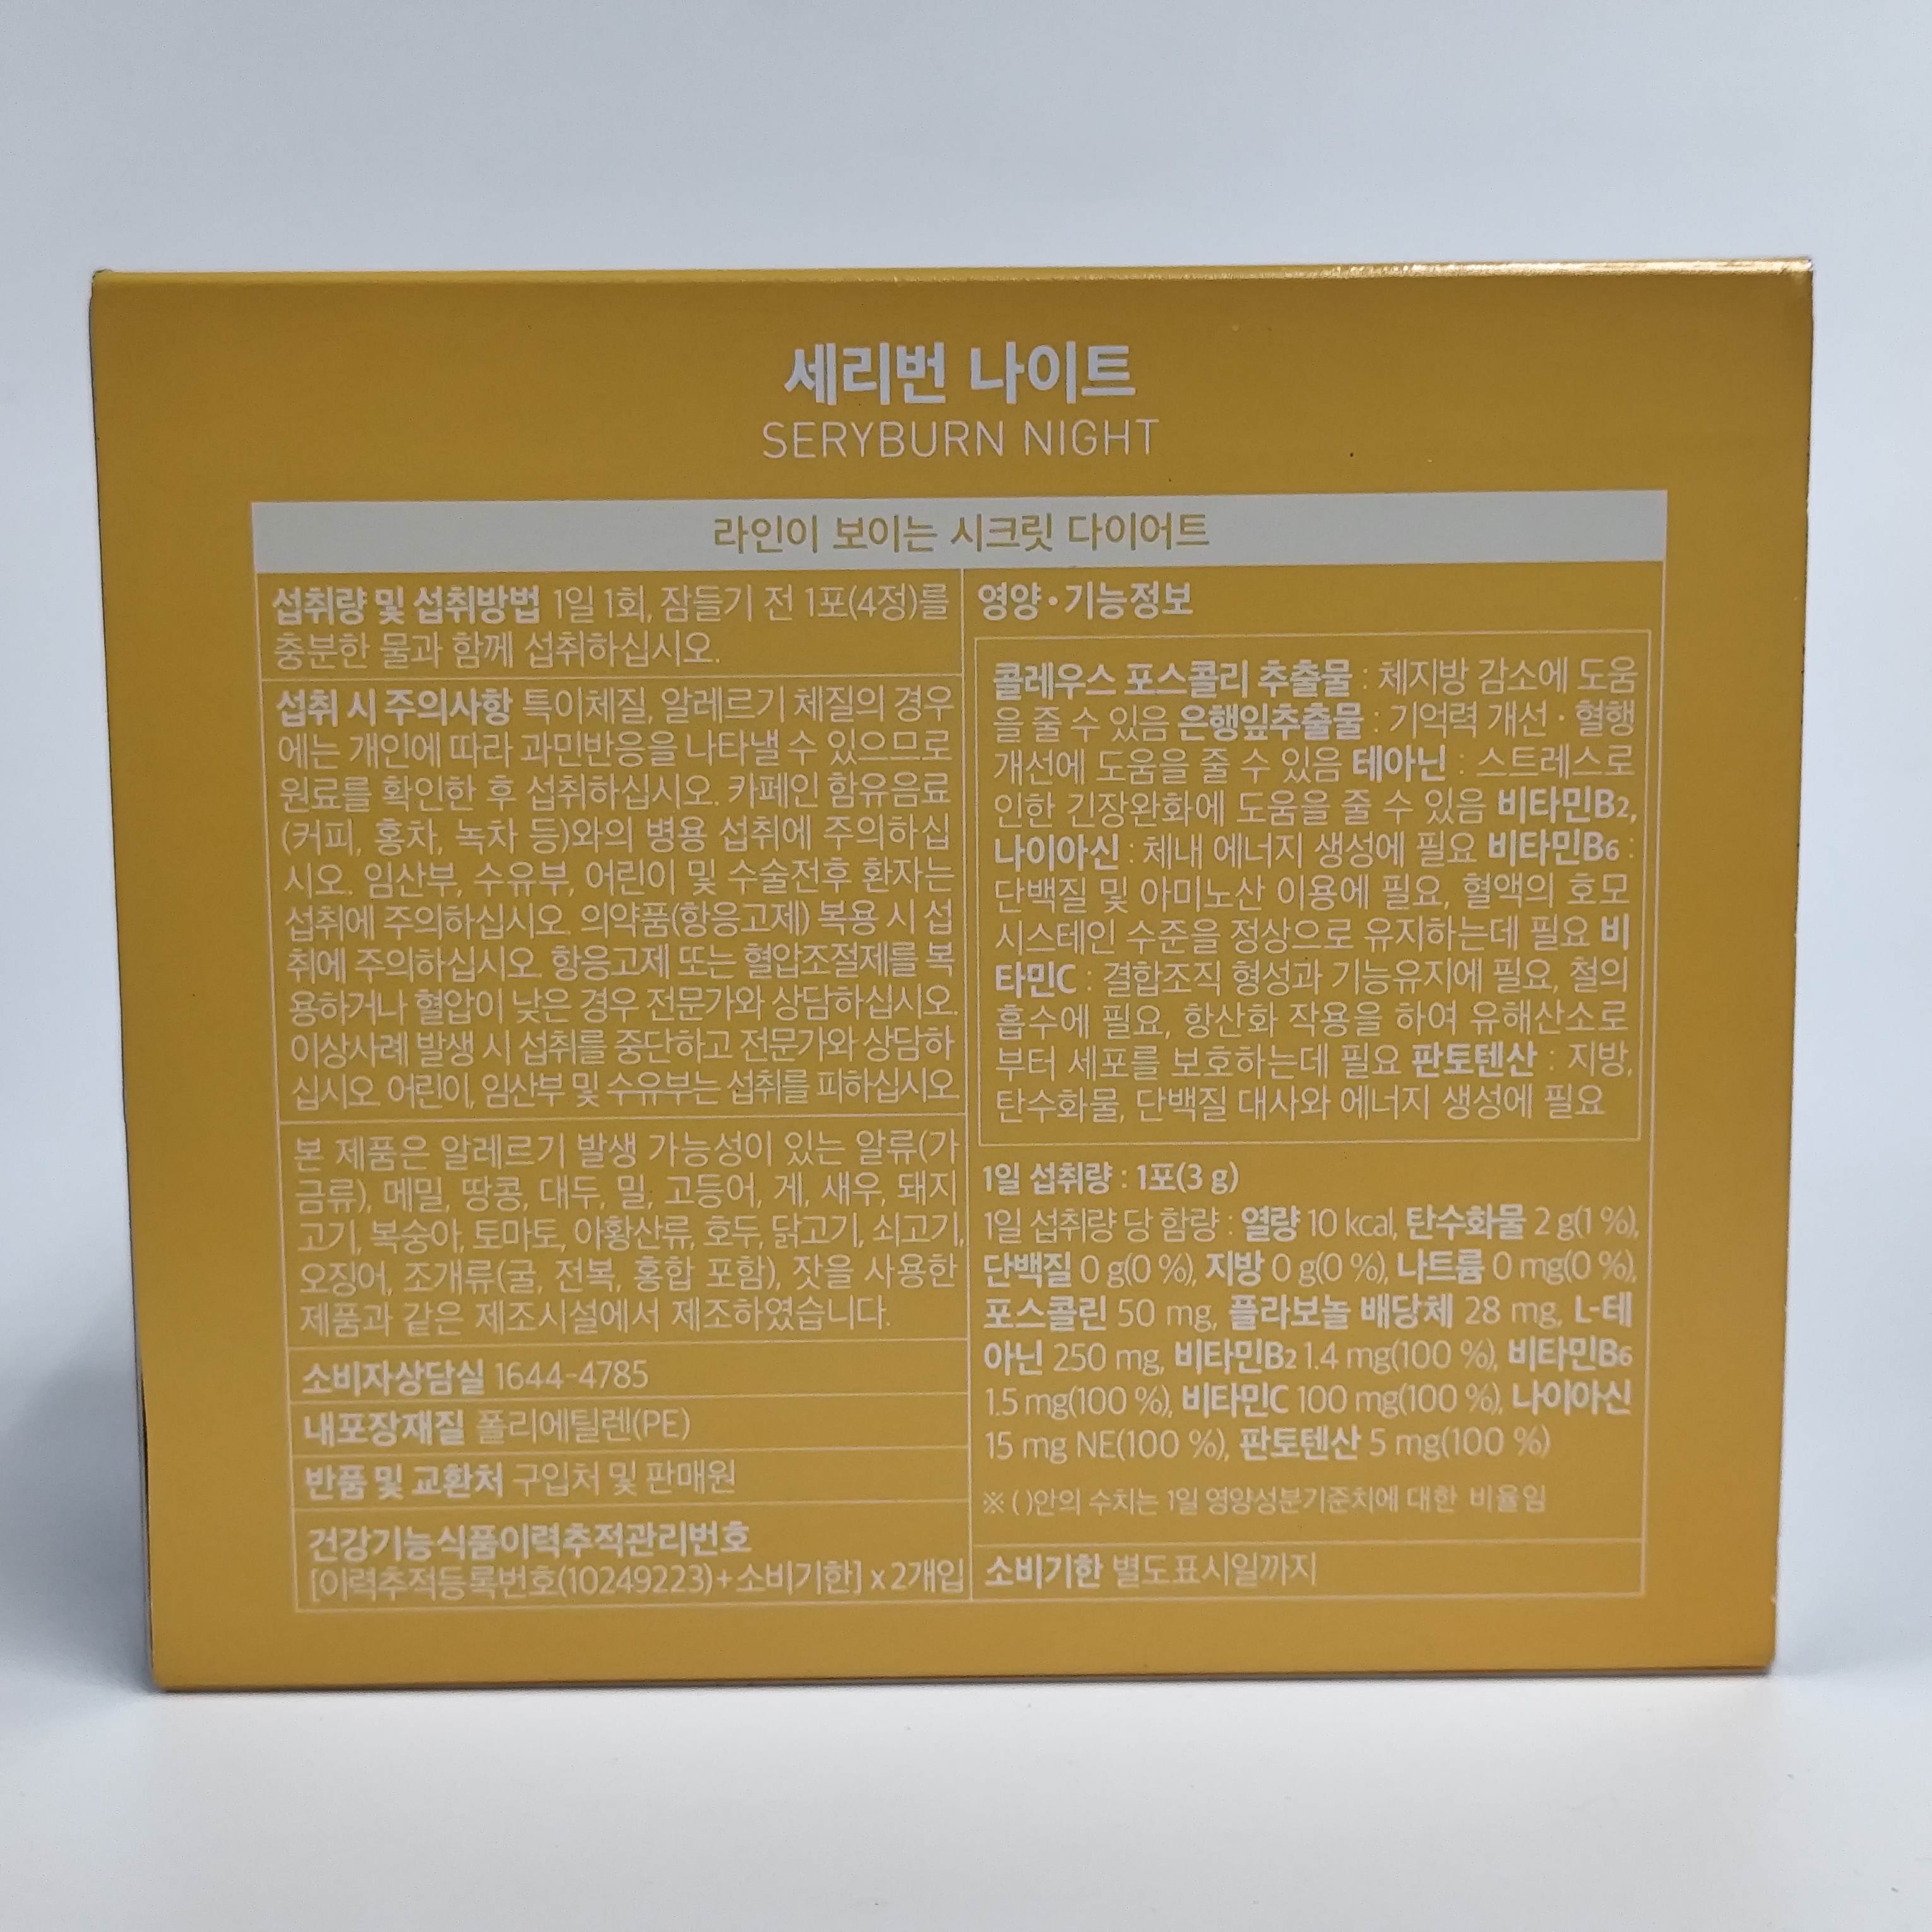 세리번 나이트
SERYBURN NIGHT
라인이 보이는 시크릿 다이어트
섭취량 및 섭취방법 1일 1회, 잠들기 전 1포(4정)를
충분한 물과 함께 섭취하십시오.
섭취 시 주의사항 특이체질, 알레르기 체질의 경우
에는 개인에 따라 과민반응을 나타낼 수 있으므로
원료를 확인한 후 섭취하십시오. 카페인 함유음료
(커피, 홍차, 녹차 등)와의 병용 섭취에 주의하십
시오. 임산부, 수유부, 어린이 및 수술전후 환자는
섭취에 주의하십시오. 의약품(항응고제) 복용 시 섭
취에 주의하십시오. 항응고제 또는 혈압조절제를 복
용하거나 혈압이 낮은 경우 전문가와 상담하십시오.
이상사례 발생 시 섭취를 중단하고 전문가와 상담하
십시오. 어린이, 임산부 및 수유부는 섭취를 피하십시오.
본 제품은 알레르기 발생 가능성이 있는 알류(가
금류), 메밀, 땅콩, 대두, 밀, 고등어, 게, 새우, 돼지
고기, 복숭아, 토마토, 아황산류, 호두, 닭고기, 쇠고기,
오징어, 조개류(굴, 전복, 홍합 포함), 잣을 사용한
제품과 같은 제조시설에서 제조하였습니다.
소비자상담실 1644-4785
내포장재질 폴리에틸렌(PE)
반품 및 교환처 구입처 및 판매원
건강기능식품이력추적관리번호
[이력추적등록번호(10249223)+소비기한] x 2개입
영양·기능정보
콜레우스 포스콜리 추출물 : 체지방 감소에 도움
을 줄 수 있음 은행잎추출물 : 기억력 개선·혈행
개선에 도움을 줄 수 있음 테아닌 : 스트레스로
인한 긴장완화에 도움을 줄 수 있음 비타민B2,
나이아신 : 체내 에너지 생성에 필요 비타민B6 :
단백질 및 아미노산 이용에 필요, 혈액의 호모
시스테인 수준을 정상으로 유지하는데 필요 비
타민C : 결합조직 형성과 기능유지에 필요, 철의
흡수에 필요, 항산화 작용을 하여 유해산소로
부터 세포를 보호하는데 필요 판토텐산 : 지방,
탄수화물, 단백질 대사와 에너지 생성에 필요
1일 섭취량 : 1포(3 g)
1일 섭취량 당 함량 : 열량 10 kcal, 탄수화물 2 g(1 %),
단백질 0 g(0 %), 지방 0 g(0 %), 나트륨 0 mg(0 %),
포스콜린 50 mg, 플라보놀 배당체 28 mg, L-테
아닌 250 mg, 비타민B2 1.4 mg(100 %), 비타민B6
1.5 mg(100 %), 비타민C 100 mg(100 %), 나이아신
15 mg NE(100 %), 판토텐산 5 mg(100 %)
※ ( )안의 수치는 1일 영양성분기준치에 대한 비율임
소비기한 별도표시일까지